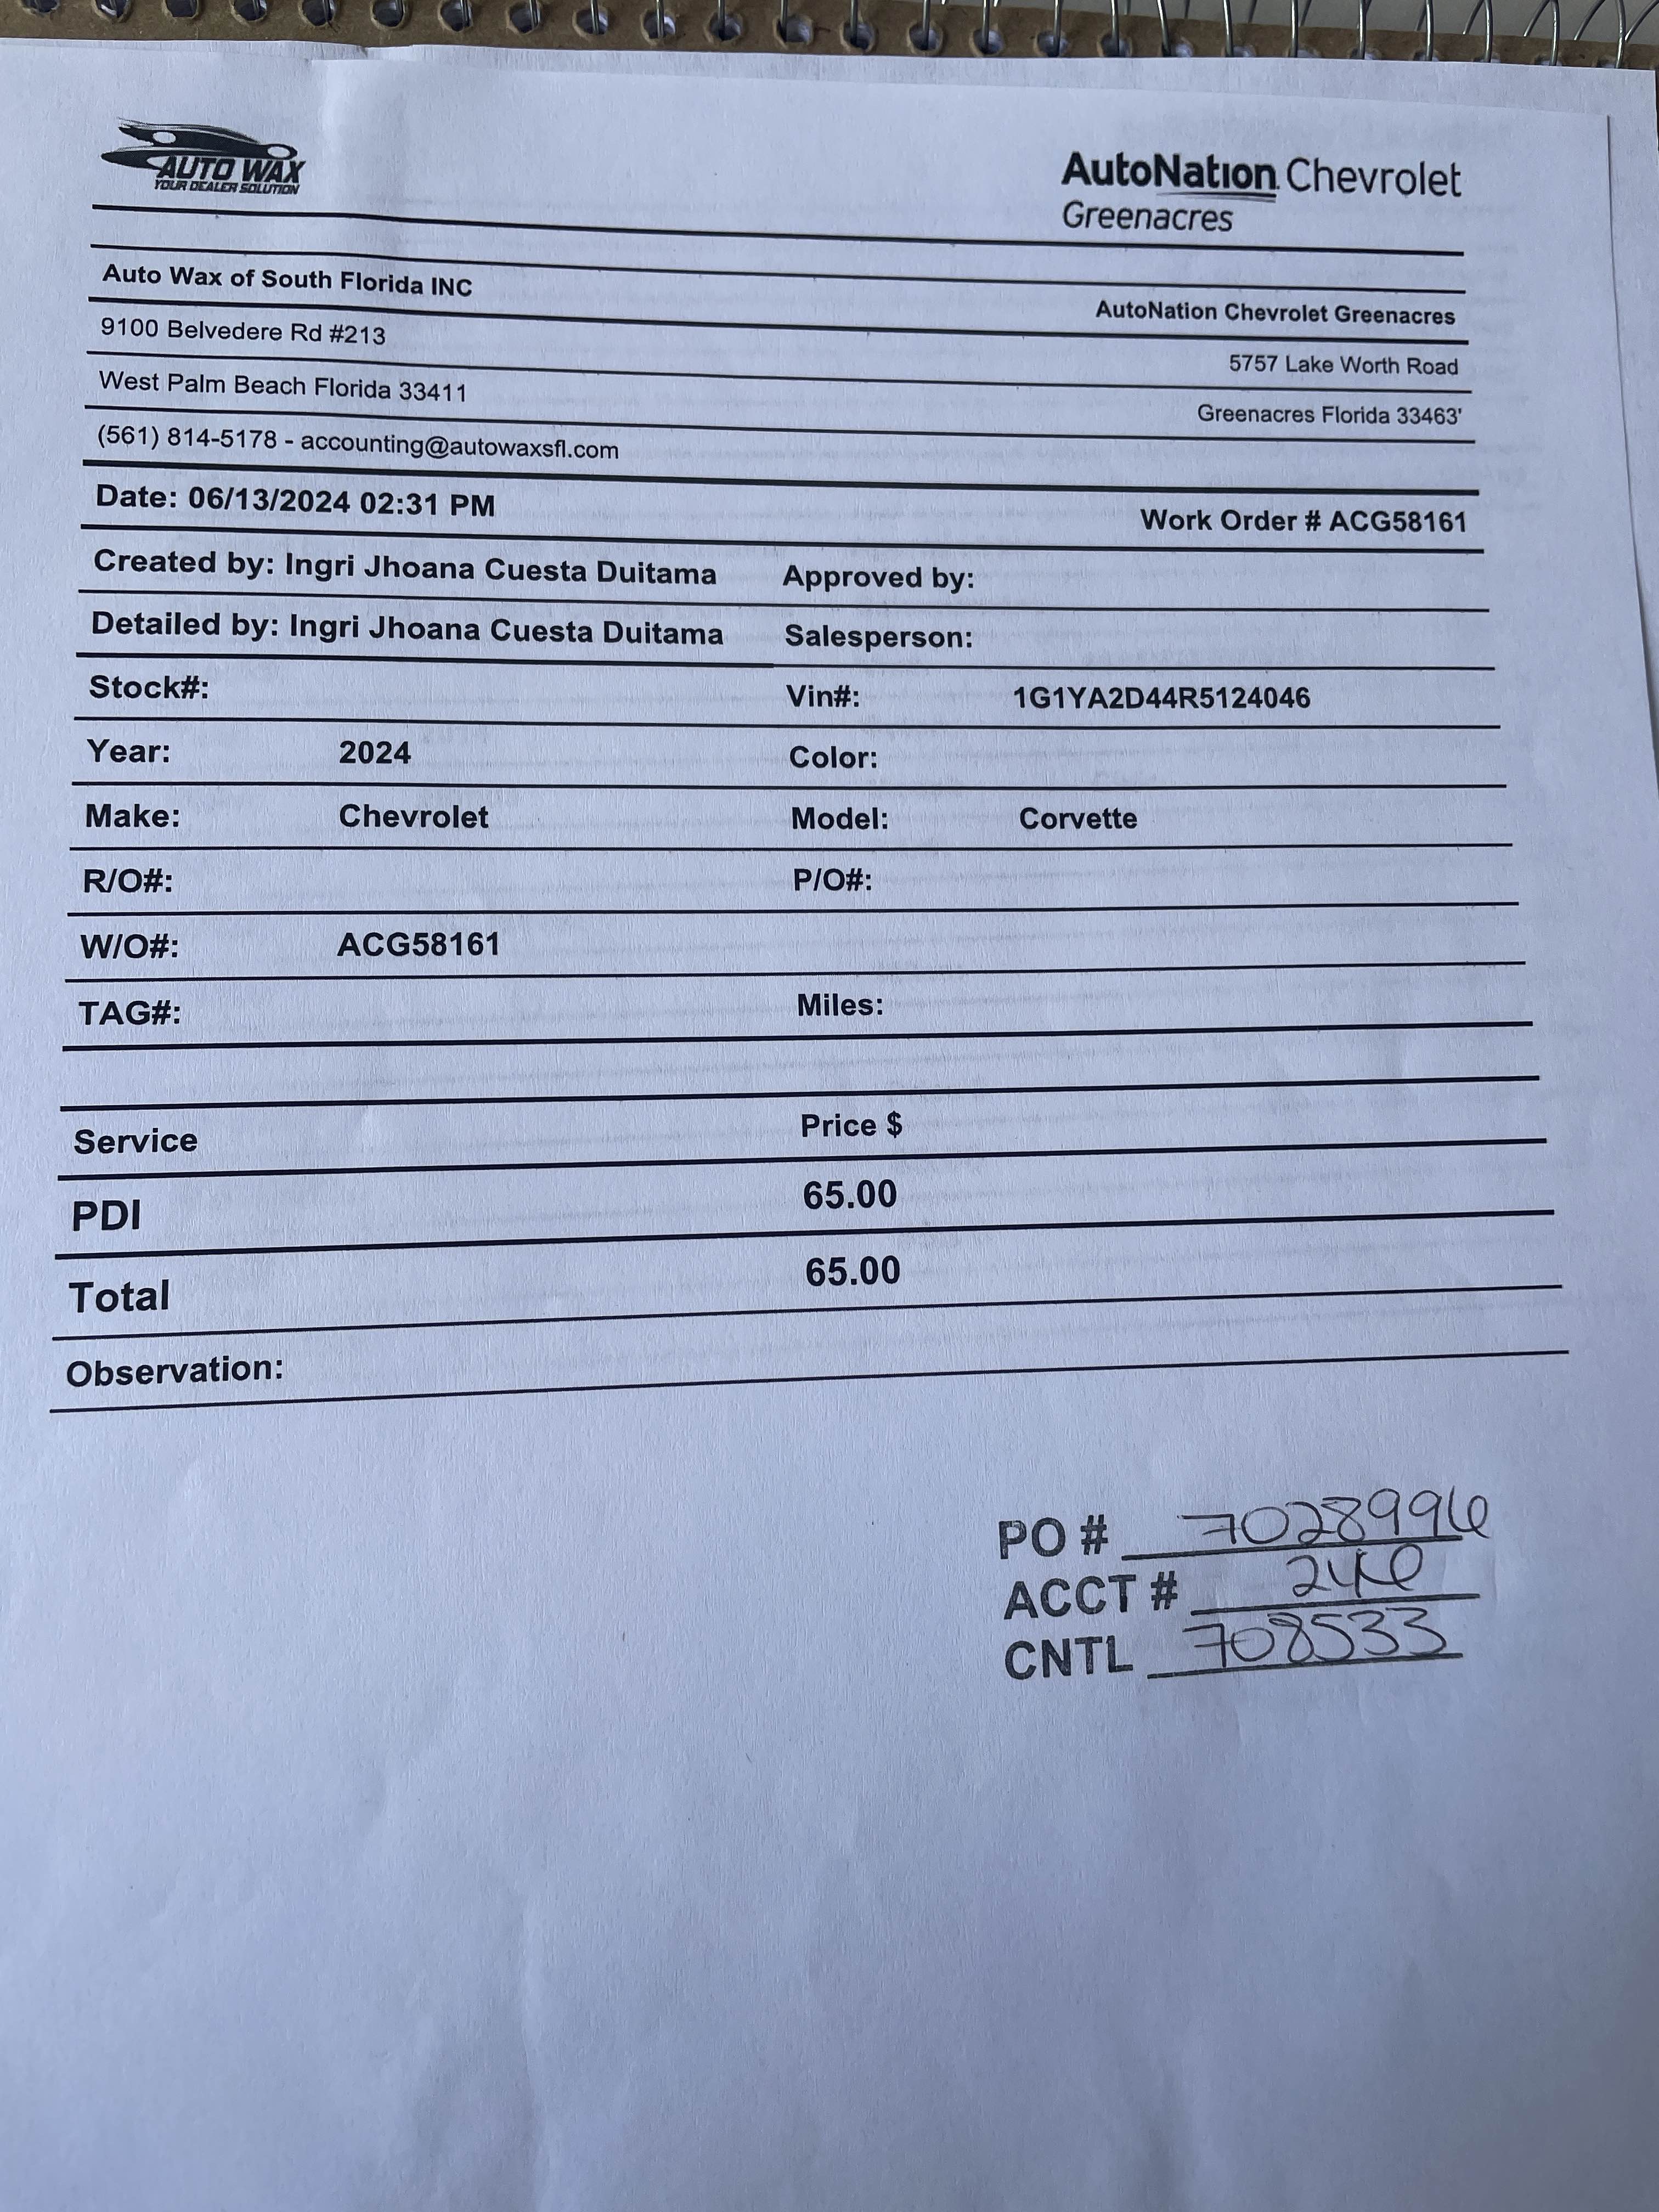 AUTO WAX
YOUR DEALER SOLUTION
AutoNation Chevrolet
Greenacres
Auto Wax of South Florida INC
AutoNation Chevrolet Greenacres
9100 Belvedere Rd #213
5757 Lake Worth Road
West Palm Beach Florida 33411
Greenacres Florida 33463'
(561) 814-5178 - accounting@autowaxsfl.com
Date: 06/13/2024 02:31 PM
Work Order # ACG58161
Created by: Ingri Jhoana Cuesta Duitama Approved by:
Detailed by: Ingri Jhoana Cuesta Duitama Salesperson:
Stock#: Vin#: 1G1YA2D44R5124046
Year: 2024 Color:
Make: Chevrolet Model: Corvette
R/O#: P/O#:
W/O#: ACG58161
TAG#: Miles:
Service Price $
PDI 65.00
Total 65.00
Observation:
PO # 7028996
ACCT # 246
CNTL 708533